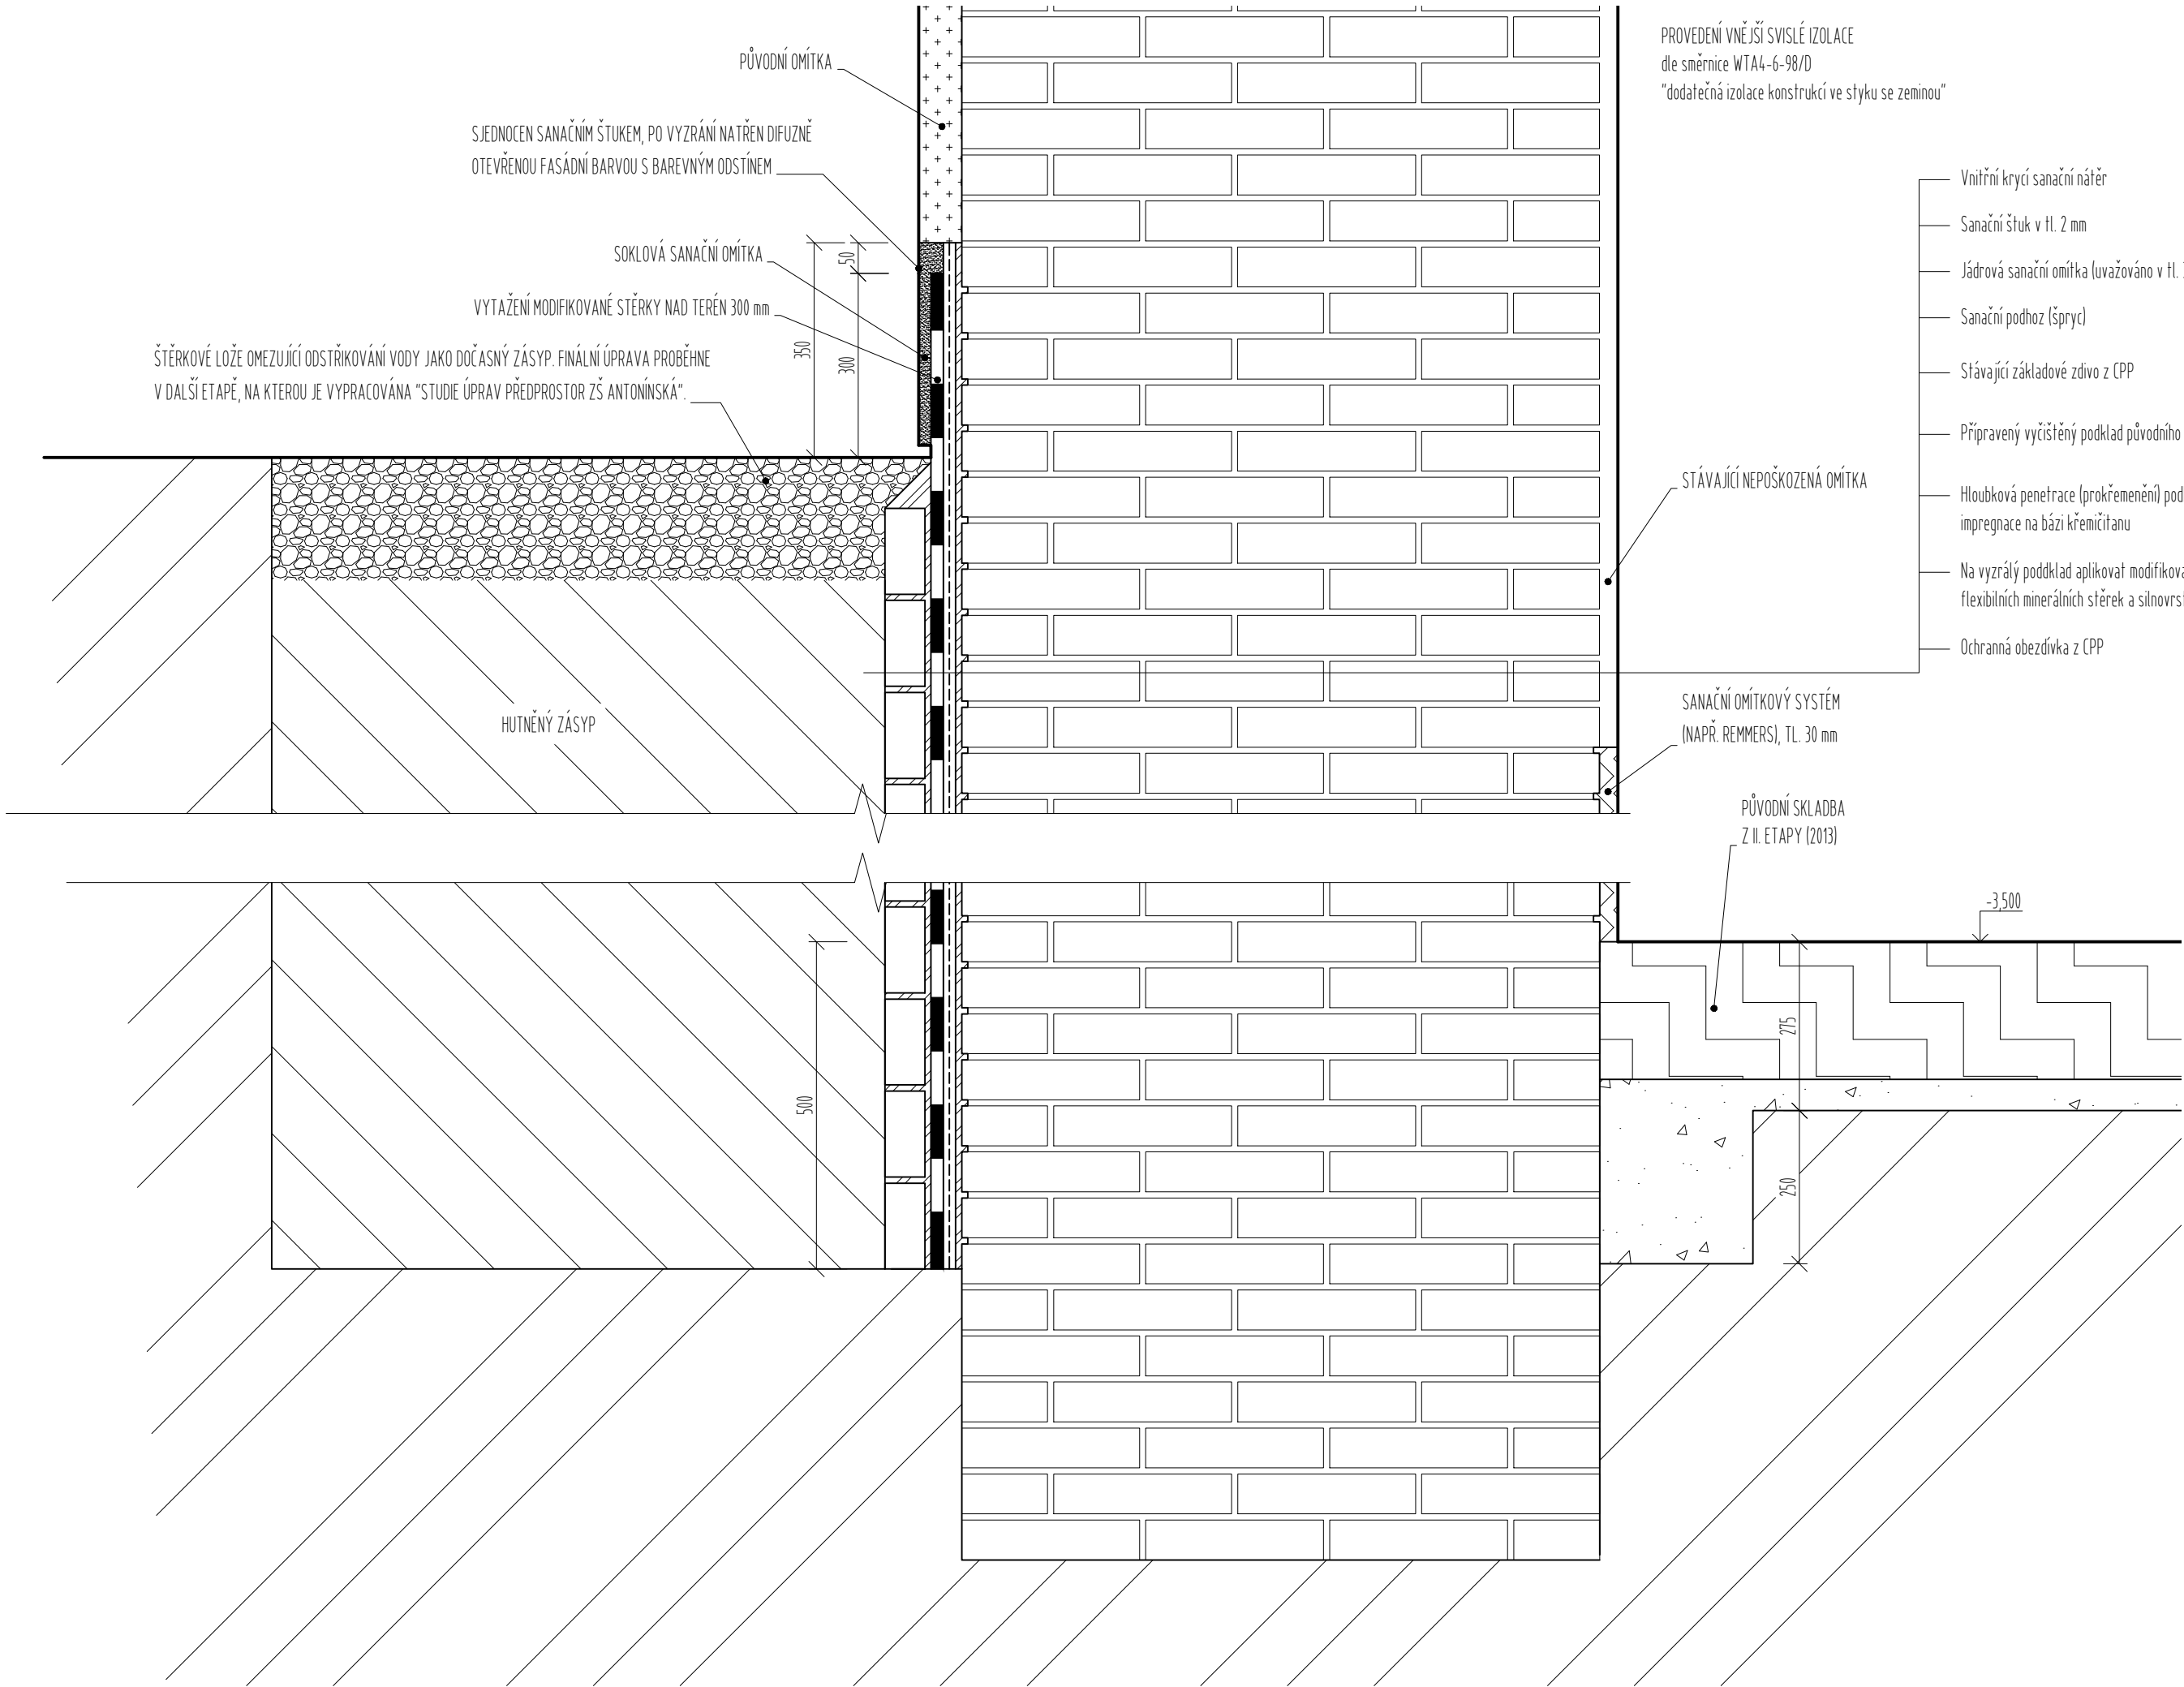 PŮVODNÍ OMÍTKA
SJEDNOCEN SANAČNÍM ŠTUKEM, PO VYZRÁNÍ NATŘEN DIFUZNĚ
OTEVŘENOU FASÁDNÍ BARVOU S BAREVNÝM ODSTÍNEM
SOKLOVÁ SANAČNÍ OMÍTKA
VYTAŽENÍ MODIFIKOVANÉ STĚRKY NAD TERÉN 300 mm
ŠTĚRKOVÉ LOŽE OMEZUJÍCÍ ODSTŘIKOVÁNÍ VODY JAKO DOČASNÝ ZÁSYP. FINÁLNÍ ÚPRAVA PROBĚHNE
V DALŠÍ ETAPĚ, NA KTEROU JE VYPRACOVÁNA "STUDIE ÚPRAV PŘEDPROSTOR ZŠ ANTONÍNSKÁ".
350
50
300
HUTNĚNÝ ZÁSYP
500
PROVEDENÍ VNĚJŠÍ SVISLÉ IZOLACE
dle směrnice WTA4-6-98/D
"dodatečná izolace konstrukcí ve styku se zeminou"
Vnitřní krycí sanační nátěr
Sanační štuk v tl. 2 mm
Jádrová sanační omítka (uvažováno v tl.
Sanační podhoz (špryc)
Stávající základové zdivo z CPP
Přípravený vyčištěný podklad původního
Hloubková penetrace (prokřemenění) pod
impregnace na bázi křemičitanu
Na vyzrálý poddklad aplikovat modifikova
flexibilních minerálních stěrek a silnovrst
Ochranná obezdívka z CPP
STÁVAJÍCÍ NEPOŠKOZENÁ OMÍTKA
SANAČNÍ OMÍTKOVÝ SYSTÉM
(NAPŘ. REMMERS), TL. 30 mm
PŮVODNÍ SKLADBA
Z II. ETAPY (2013)
-3,500
275
250